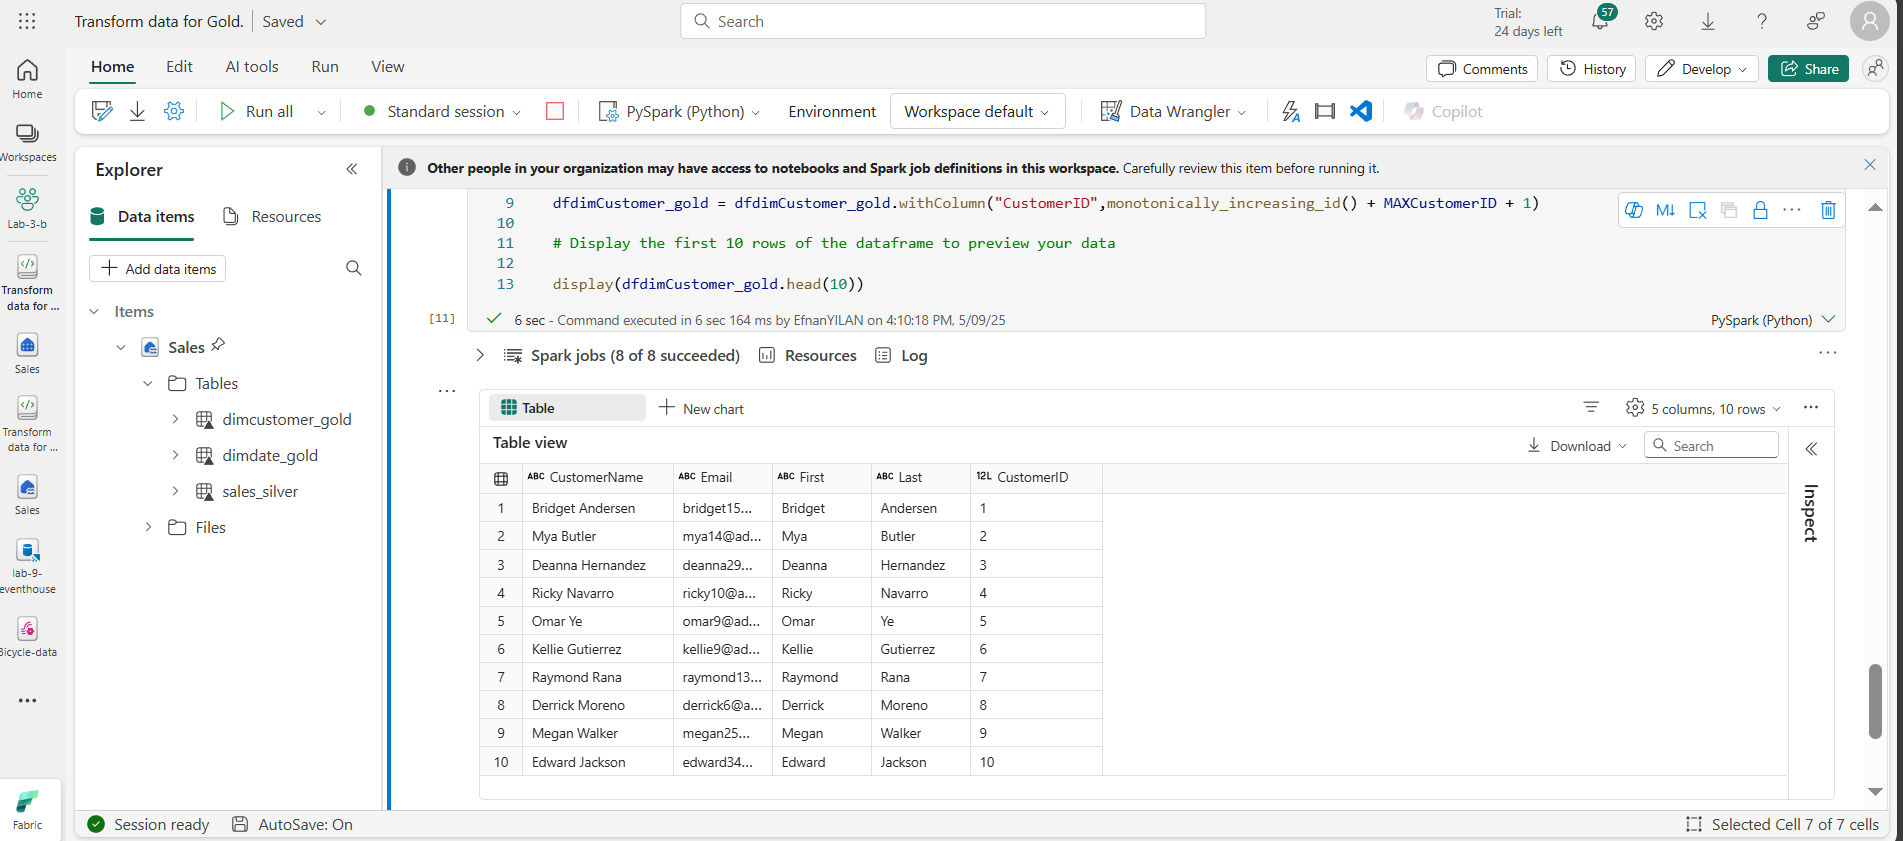 Transform data for Gold. Saved
Search
Trial:
24 days left
57
Home Edit AI tools Run View
Comments History Develop Share
Run all Standard session PySpark (Python) Environment Workspace default Data Wrangler Copilot
Home
Workspaces
Lab-3-b
Transform
data for ...
Sales
Transform
data for ...
Sales
lab-9-
eventhouse
Bicycle-data
Fabric
Explorer
Data items Resources
Add data items
Items
Sales
Tables
dimcustomer_gold
dimdate_gold
sales_silver
Files
Other people in your organization may have access to notebooks and Spark job definitions in this workspace. Carefully review this item before running it.
9 dfdimCustomer_gold = dfdimCustomer_gold.withColumn("CustomerID",monotonically_increasing_id() + MAXCustomerID + 1)
10
11 # Display the first 10 rows of the dataframe to preview your data
12
13 display(dfdimCustomer_gold.head(10))
M↓ ...
[11] 6 sec - Command executed in 6 sec 164 ms by EfnanYILAN on 4:10:18 PM, 5/09/25 PySpark (Python)
Spark jobs (8 of 8 succeeded) Resources Log
Table New chart 5 columns, 10 rows
Table view Download Search
Inspect
ABC CustomerName ABC Email ABC First ABC Last 12L CustomerID
1 Bridget Andersen bridget15... Bridget Andersen 1
2 Mya Butler mya14@ad... Mya Butler 2
3 Deanna Hernandez deanna29... Deanna Hernandez 3
4 Ricky Navarro ricky10@a... Ricky Navarro 4
5 Omar Ye omar9@ad... Omar Ye 5
6 Kellie Gutierrez kellie9@ad... Kellie Gutierrez 6
7 Raymond Rana raymond13... Raymond Rana 7
8 Derrick Moreno derrick6@a... Derrick Moreno 8
9 Megan Walker megan25... Megan Walker 9
10 Edward Jackson edward34... Edward Jackson 10
Session ready AutoSave: On Selected Cell 7 of 7 cells